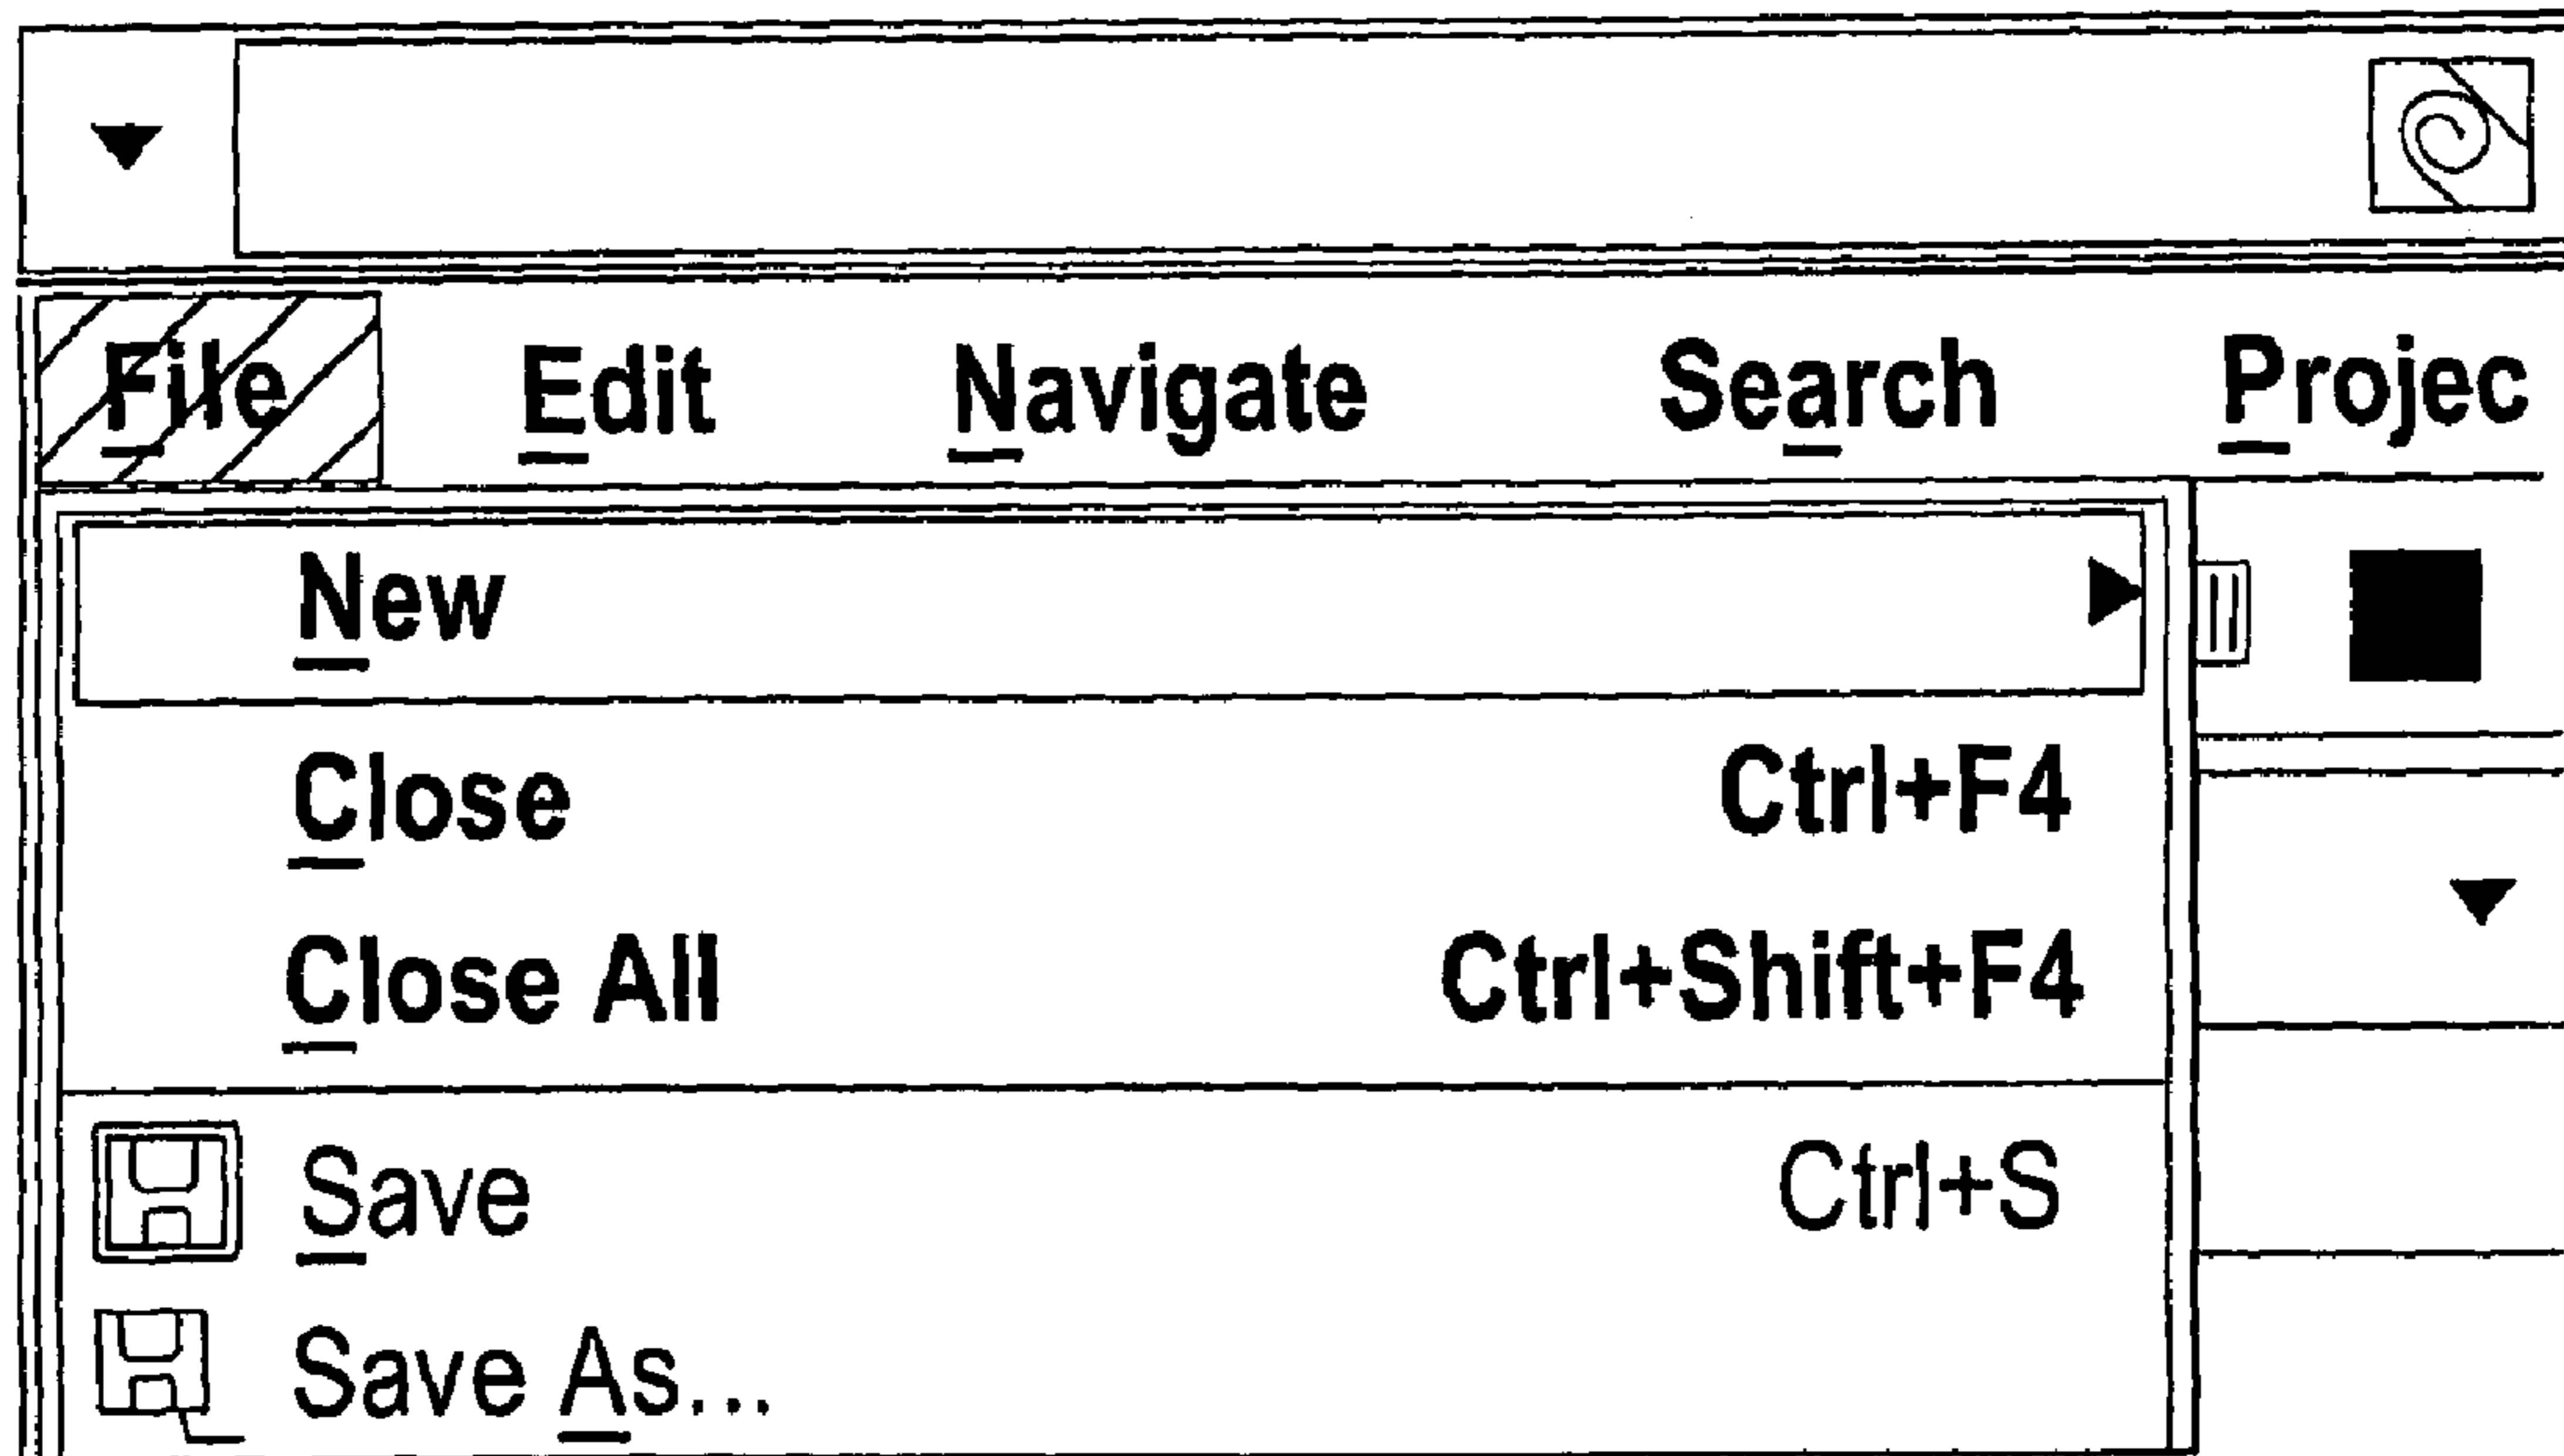 File Edit Navigate Search Projec
New
Close Ctrl+F4
Close All Ctrl+Shift+F4
Save Ctrl+S
Save As...